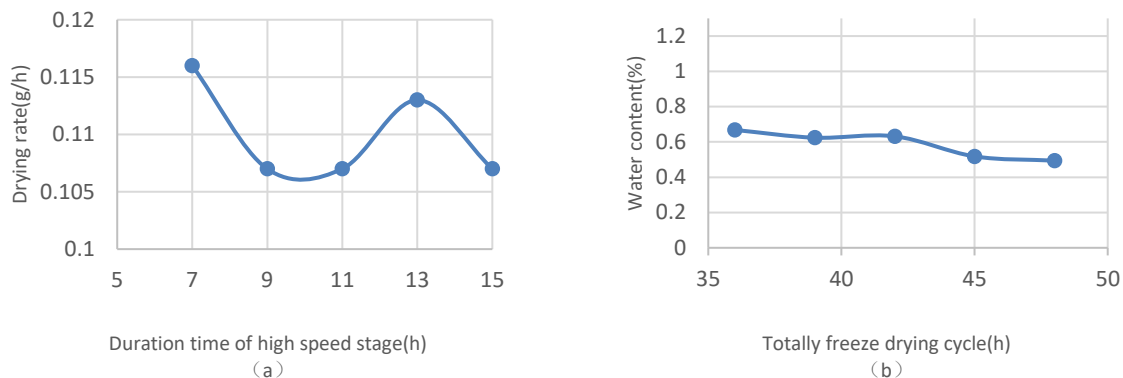 Drying rate(g/h)
0.12
0.115
0.11
0.105
0.1
5 7 9 11 13 15
Duration time of high speed stage(h)
（a）
Water content(%)
1.2
1
0.8
0.6
0.4
0.2
0
35 40 45 50
Totally freeze drying cycle(h)
（b）